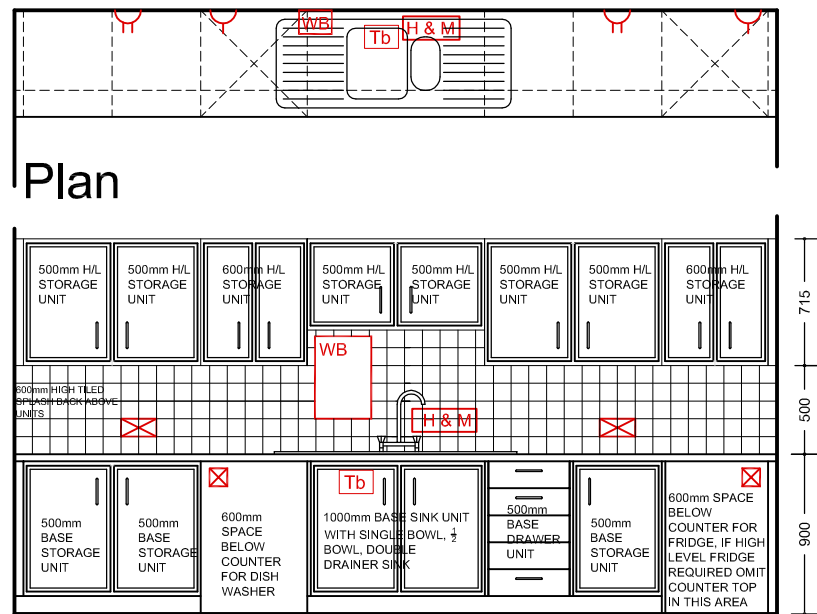 WB
Tb
H & M
Plan
500mm H/L
STORAGE
UNIT
500mm H/L
STORAGE
UNIT
600mm H/L
STORAGE
UNIT
500mm H/L
STORAGE
UNIT
500mm H/L
STORAGE
UNIT
500mm H/L
STORAGE
UNIT
500mm H/L
STORAGE
UNIT
600mm H/L
STORAGE
UNIT
715
WB
600mm HIGH TILED
SPLASH BACK ABOVE
UNITS
H & M
500
Tb
500mm
BASE
STORAGE
UNIT
500mm
BASE
STORAGE
UNIT
600mm
SPACE
BELOW
COUNTER
FOR DISH
WASHER
1000mm BASE SINK UNIT
WITH SINGLE BOWL, ½
BOWL, DOUBLE
DRAINER SINK
500mm
BASE
DRAWER
UNIT
500mm
BASE
STORAGE
UNIT
600mm SPACE
BELOW
COUNTER FOR
FRIDGE, IF HIGH
LEVEL FRIDGE
REQUIRED OMIT
COUNTER TOP
IN THIS AREA
900